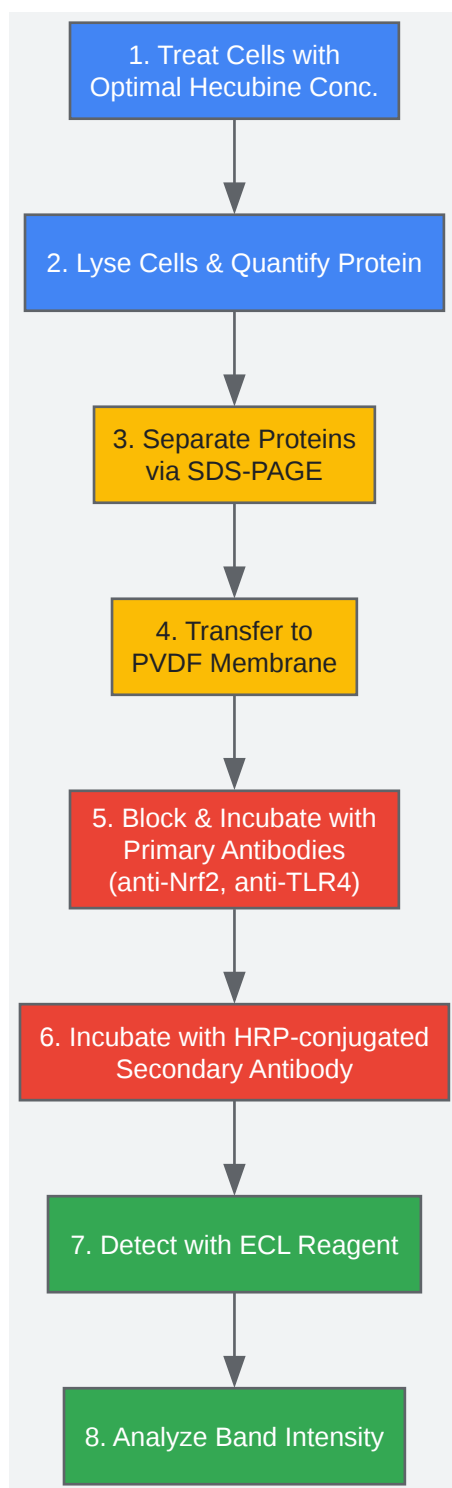 1. Treat Cells with
Optimal Hecubine Conc.
2. Lyse Cells & Quantify Protein
3. Separate Proteins
via SDS-PAGE
4. Transfer to
PVDF Membrane
5. Block & Incubate with
Primary Antibodies
(anti-Nrf2, anti-TLR4)
6. Incubate with HRP-conjugated
Secondary Antibody
7. Detect with ECL Reagent
8. Analyze Band Intensity